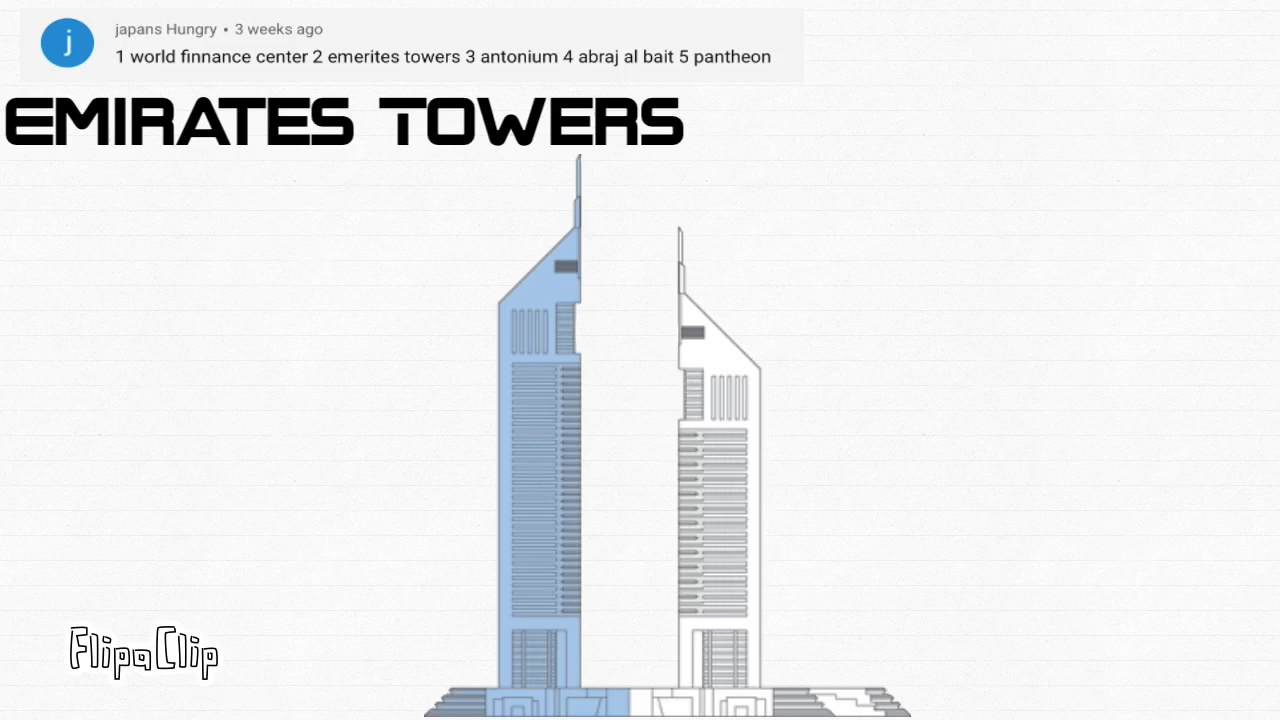 j
japans Hungry • 3 weeks ago
1 world finnance center 2 emerites towers 3 antonium 4 abraj al bait 5 pantheon
EMIRATES TOWERS
FlipaClip